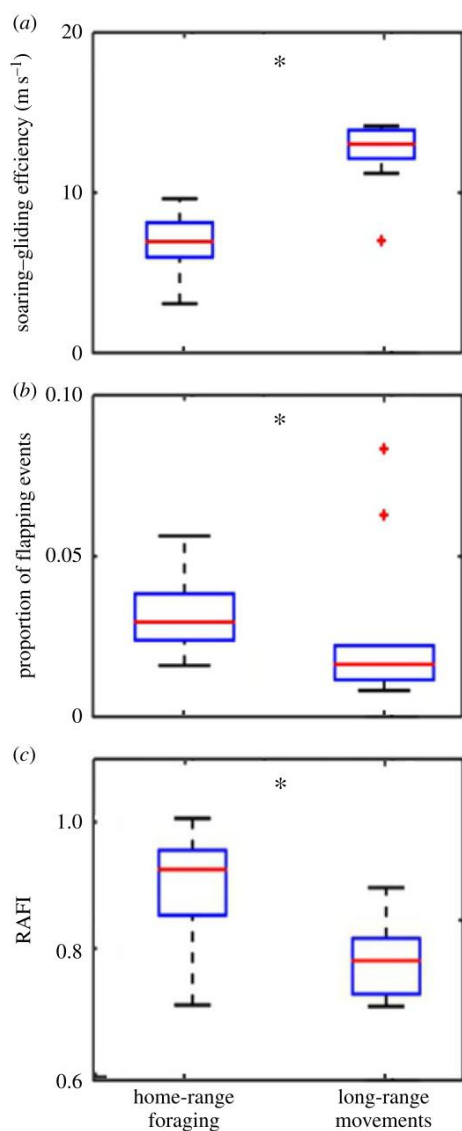 (a)
20
*
10
0
soaring–gliding effciency (m s⁻¹)
(b)
0.10
*
0.05
0
proportion of flapping events
(c)
*
1.0
0.8
0.6
RAFI
home-range
foraging
long-range
movements